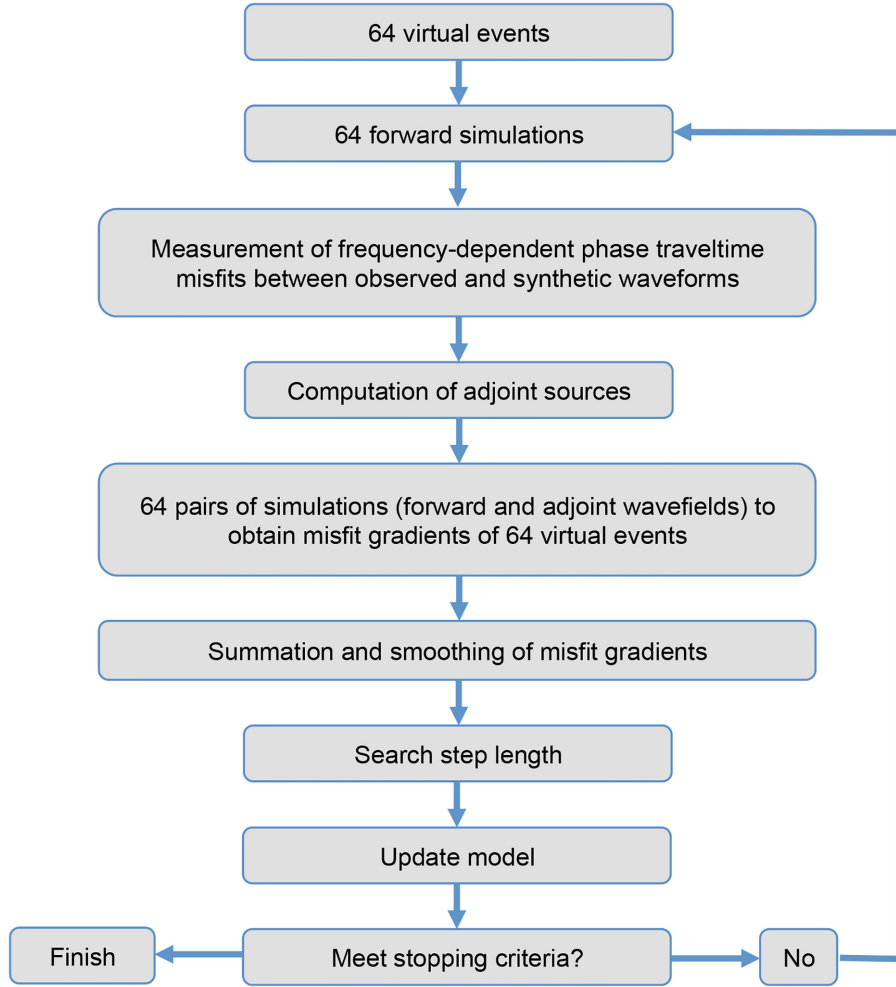 64 virtual events
64 forward simulations
Measurement of frequency-dependent phase traveltime
misfits between observed and synthetic waveforms
Computation of adjoint sources
64 pairs of simulations (forward and adjoint wavefields) to
obtain misfit gradients of 64 virtual events
Summation and smoothing of misfit gradients
Search step length
Update model
Finish
Meet stopping criteria?
No